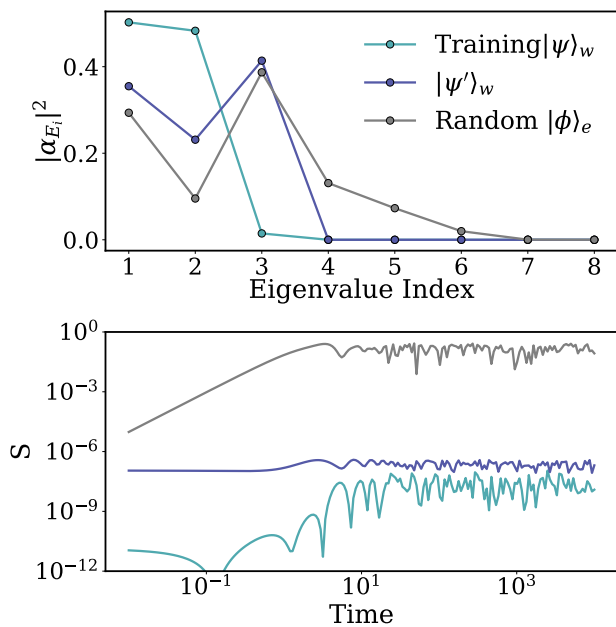 0.4
0.2
0.0
|α_{E_i}|^2
Training|ψ⟩_w
|ψ′⟩_w
Random |ϕ⟩_e
1 2 3 4 5 6 7 8
Eigenvalue Index
10^0
10^{-3}
10^{-6}
10^{-9}
10^{-12}
S
10^{-1} 10^1 10^3
Time